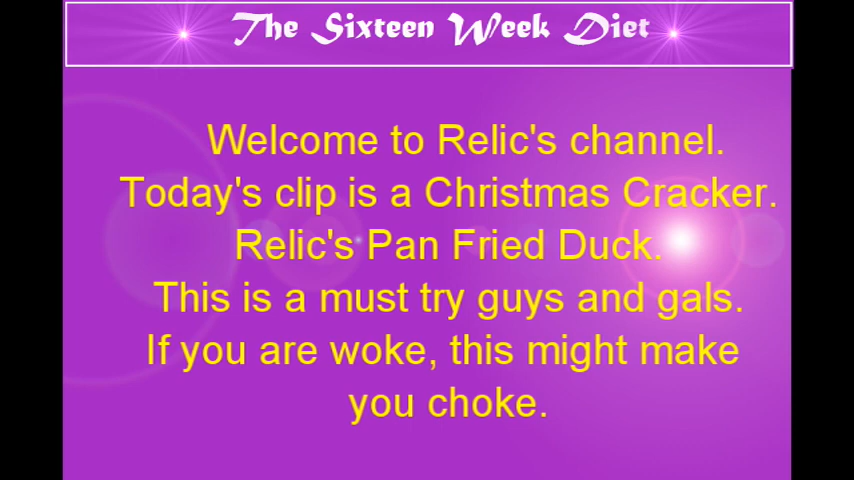 The Sixteen Week Diet
Welcome to Relic's channel.
Today's clip is a Christmas Cracker.
Relic's Pan Fried Duck.
This is a must try guys and gals.
If you are woke, this might make
you choke.